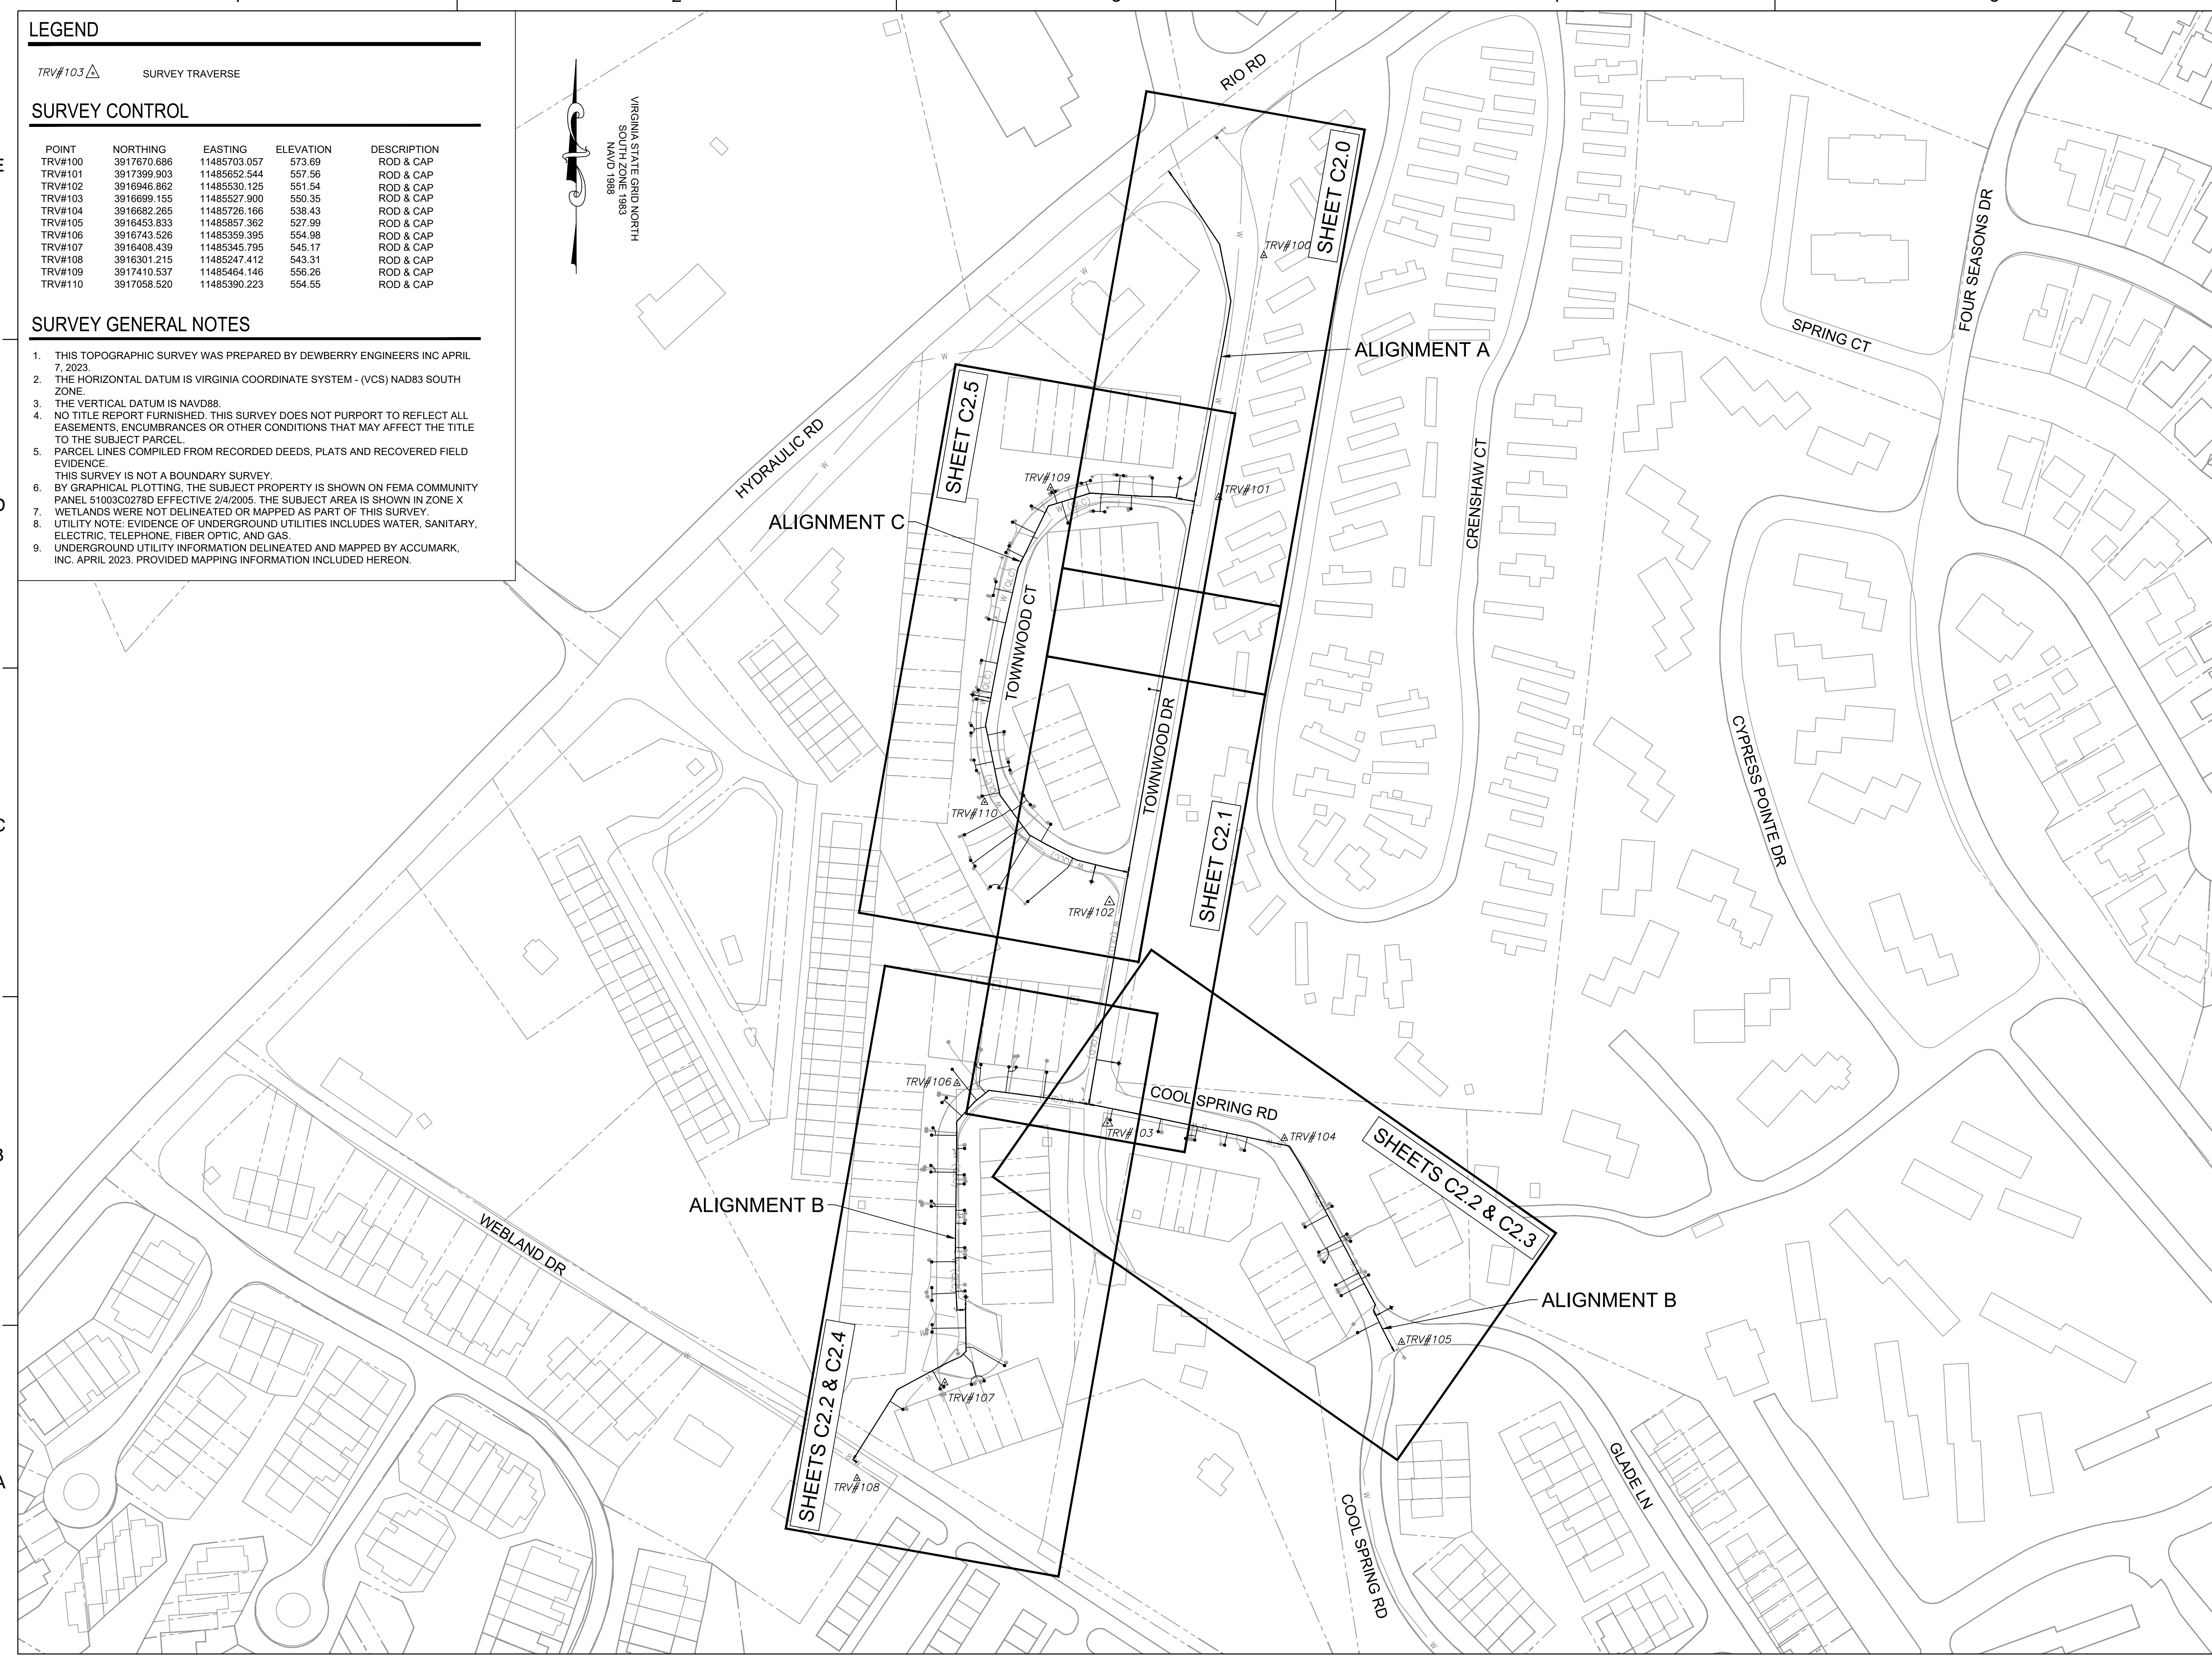 LEGEND
TRV#103 SURVEY TRAVERSE
SURVEY CONTROL
POINT NORTHING EASTING ELEVATION DESCRIPTION
TRV#100 3917670.686 11485703.057 573.69 ROD & CAP
TRV#101 3917399.903 11485652.544 557.56 ROD & CAP
TRV#102 3916946.862 11485530.125 551.54 ROD & CAP
TRV#103 3916699.155 11485527.900 550.35 ROD & CAP
TRV#104 3916682.265 11485726.166 538.43 ROD & CAP
TRV#105 3916453.833 11485857.362 527.99 ROD & CAP
TRV#106 3916743.526 11485359.395 554.98 ROD & CAP
TRV#107 3916408.439 11485345.795 545.17 ROD & CAP
TRV#108 3916301.215 11485247.412 543.31 ROD & CAP
TRV#109 3917410.537 11485464.146 556.26 ROD & CAP
TRV#110 3917058.520 11485390.223 554.55 ROD & CAP
SURVEY GENERAL NOTES
1. THIS TOPOGRAPHIC SURVEY WAS PREPARED BY DEWBERRY ENGINEERS INC APRIL
7, 2023.
2. THE HORIZONTAL DATUM IS VIRGINIA COORDINATE SYSTEM - (VCS) NAD83 SOUTH
ZONE.
3. THE VERTICAL DATUM IS NAVD88.
4. NO TITLE REPORT FURNISHED. THIS SURVEY DOES NOT PURPORT TO REFLECT ALL
EASEMENTS, ENCUMBRANCES OR OTHER CONDITIONS THAT MAY AFFECT THE TITLE
TO THE SUBJECT PARCEL.
5. PARCEL LINES COMPILED FROM RECORDED DEEDS, PLATS AND RECOVERED FIELD
EVIDENCE.
THIS SURVEY IS NOT A BOUNDARY SURVEY.
6. BY GRAPHICAL PLOTTING, THE SUBJECT PROPERTY IS SHOWN ON FEMA COMMUNITY
PANEL 51003C0278D EFFECTIVE 2/4/2005. THE SUBJECT AREA IS SHOWN IN ZONE X
7. WETLANDS WERE NOT DELINEATED OR MAPPED AS PART OF THIS SURVEY.
8. UTILITY NOTE: EVIDENCE OF UNDERGROUND UTILITIES INCLUDES WATER, SANITARY,
ELECTRIC, TELEPHONE, FIBER OPTIC, AND GAS.
9. UNDERGROUND UTILITY INFORMATION DELINEATED AND MAPPED BY ACCUMARK,
INC. APRIL 2023. PROVIDED MAPPING INFORMATION INCLUDED HEREON.
VIRGINIA STATE GRID NORTH
SOUTH ZONE 1983
NAVD 1988
RIO RD
SHEET C2.0
TRV#100
FOUR SEASONS DR
SPRING CT
ALIGNMENT A
SHEET C2.5
HYDRAULIC RD
TRV#109
TRV#101
CRENSHAW CT
ALIGNMENT C
TOWNWOOD CT
TOWNWOOD DR
CYPRESS POINTE DR
TRV#110
SHEET C2.1
TRV#102
TRV#106
COOL SPRING RD
TRV#103
TRV#104
SHEETS C2.2 & C2.3
ALIGNMENT B
WEBLAND DR
ALIGNMENT B
TRV#105
SHEETS C2.2 & C2.4
TRV#107
TRV#108
GLADE LN
COOL SPRING RD